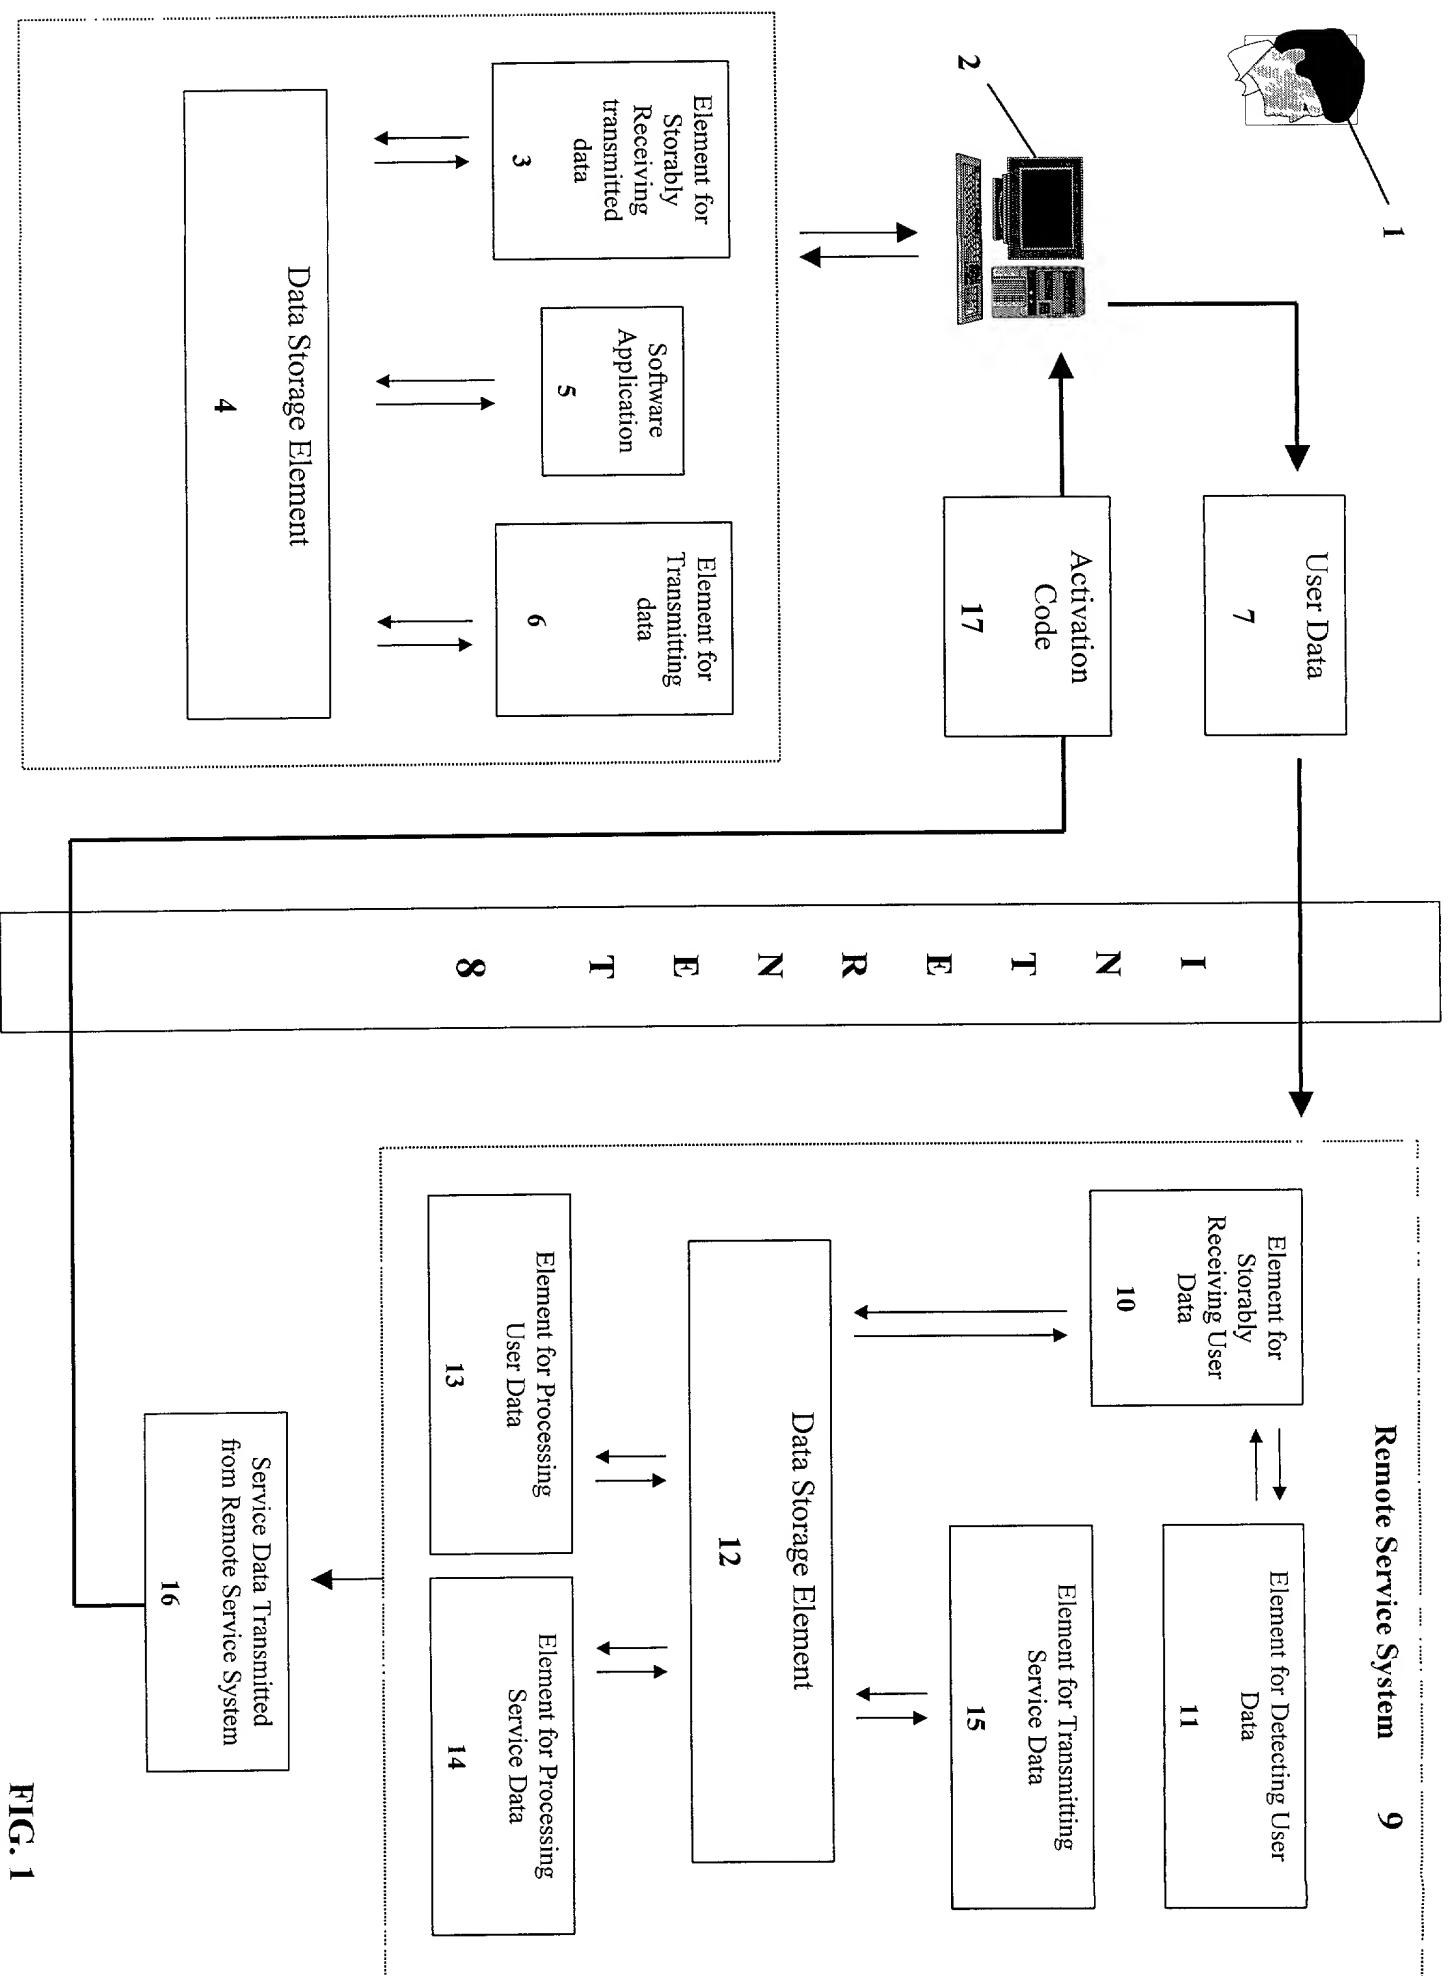 1
2
User Data
7
Activation
Code
17
Element for
Storably
Receiving
transmitted
data
3
Software
Application
5
Element for
Transmitting
data
6
Data Storage Element
4
I
N
T
E
R
N
E
T
8
Remote Service System 9
Element for
Storably
Receiving User
Data
10
Element for Detecting User
Data
11
Element for Transmitting
Service Data
15
Data Storage Element
12
Element for Processing
User Data
13
Element for Processing
Service Data
14
Service Data Transmitted
from Remote Service System
16
FIG. 1